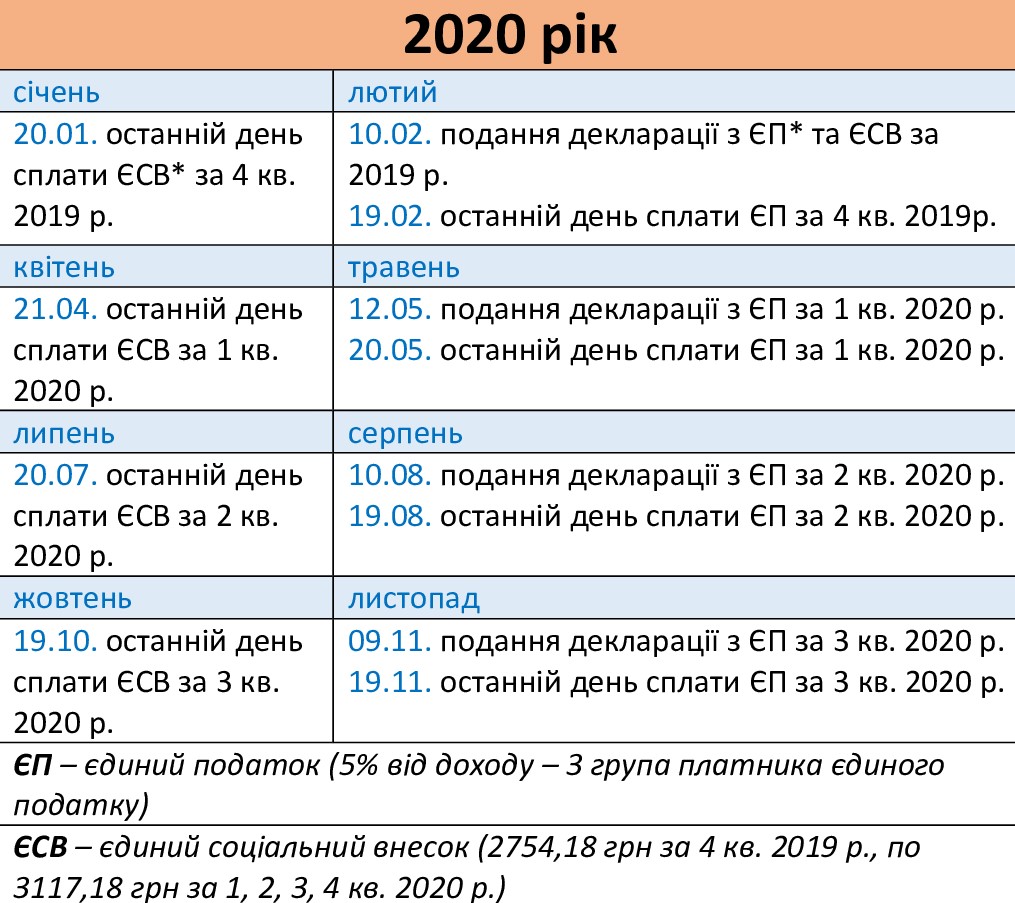 2020 рік
січень
лютий
20.01. останній день
сплати ЄСВ* за 4 кв.
2019 р.
10.02. подання декларації з ЄП* та ЄСВ за
2019 р.
19.02. останній день сплати ЄП за 4 кв. 2019р.
квітень
травень
21.04. останній день
сплати ЄСВ за 1 кв.
2020 р.
12.05. подання декларації з ЄП за 1 кв. 2020 р.
20.05. останній день сплати ЄП за 1 кв. 2020 р.
липень
серпень
20.07. останній день
сплати ЄСВ за 2 кв.
2020 р.
10.08. подання декларації з ЄП за 2 кв. 2020 р.
19.08. останній день сплати ЄП за 2 кв. 2020 р.
жовтень
листопад
19.10. останній день
сплати ЄСВ за 3 кв.
2020 р.
09.11. подання декларації з ЄП за 3 кв. 2020 р.
19.11. останній день сплати ЄП за 3 кв. 2020 р.
ЄП – єдиний податок (5% від доходу – 3 група платника єдиного
податку)
ЄСВ – єдиний соціальний внесок (2754,18 грн за 4 кв. 2019 р., по
3117,18 грн за 1, 2, 3, 4 кв. 2020 р.)